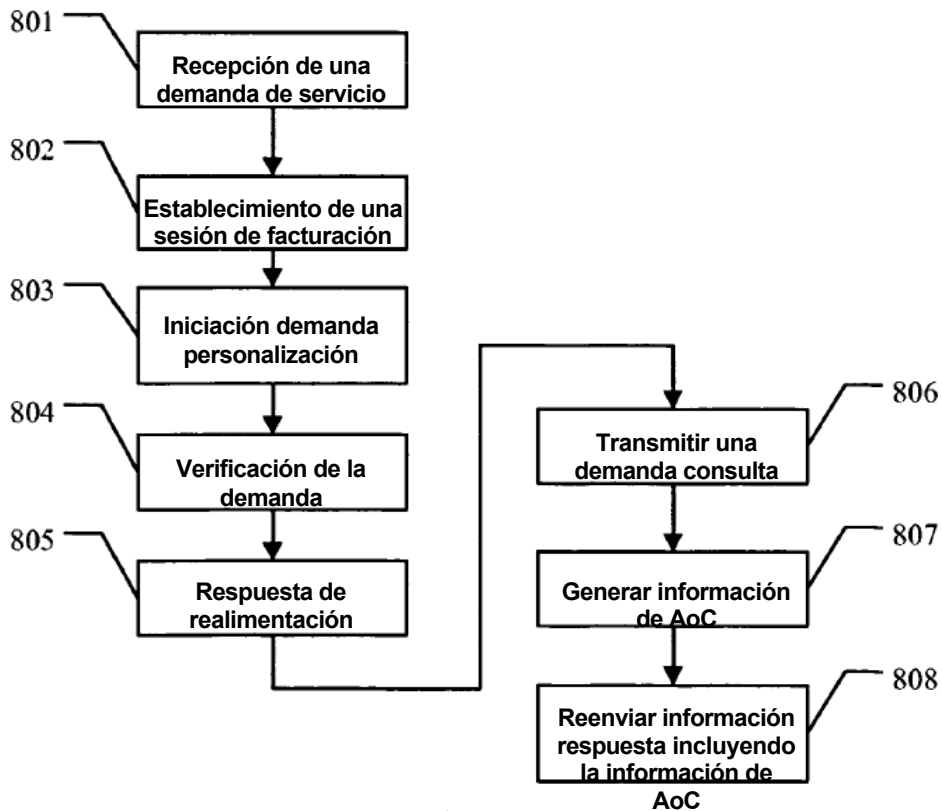 801
Recepción de una
demanda de servicio
802
Establecimiento de una
sesión de facturación
803
Iniciación demanda
personalización
804
Verificación de la
demanda
805
Respuesta de
realimentación
806
Transmitir una
demanda consulta
807
Generar información
de AoC
808
Reenviar información
respuesta incluyendo
la información de
AoC